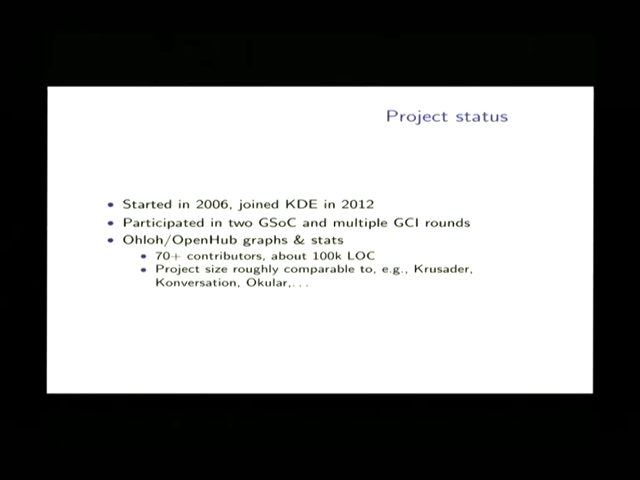 Project status
• Started in 2006, joined KDE in 2012
• Participated in two GSoC and multiple GCI rounds
• Ohloh/OpenHub graphs & stats
• 70+ contributors, about 100k LOC
• Project size roughly comparable to, e.g., Krusader,
Konversation, Okular,...